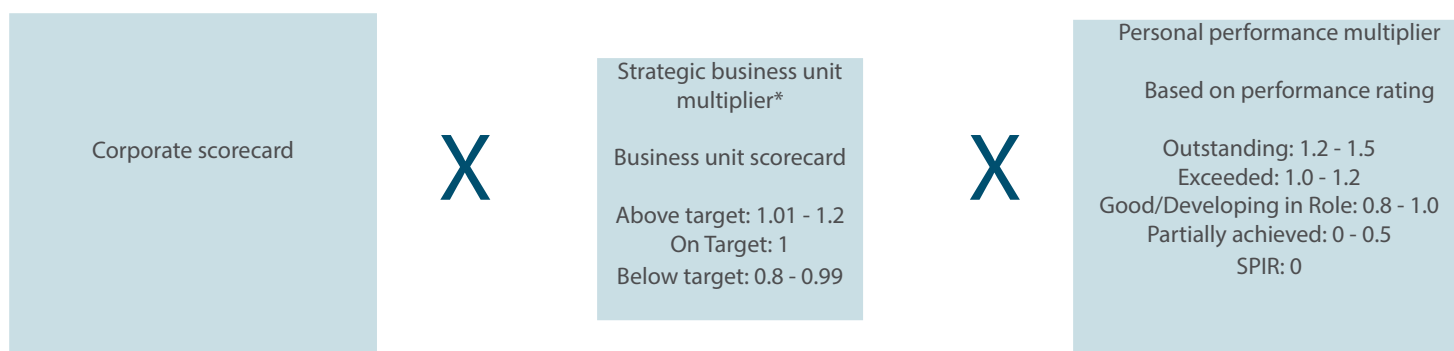 Corporate scorecard
X
Strategic business unit
multiplier*
Business unit scorecard
Above target: 1.01 - 1.2
On Target: 1
Below target: 0.8 - 0.99
X
Personal performance multiplier
Based on performance rating
Outstanding: 1.2 - 1.5
Exceeded: 1.0 - 1.2
Good/Developing in Role: 0.8 - 1.0
Partially achieved: 0 - 0.5
SPIR: 0